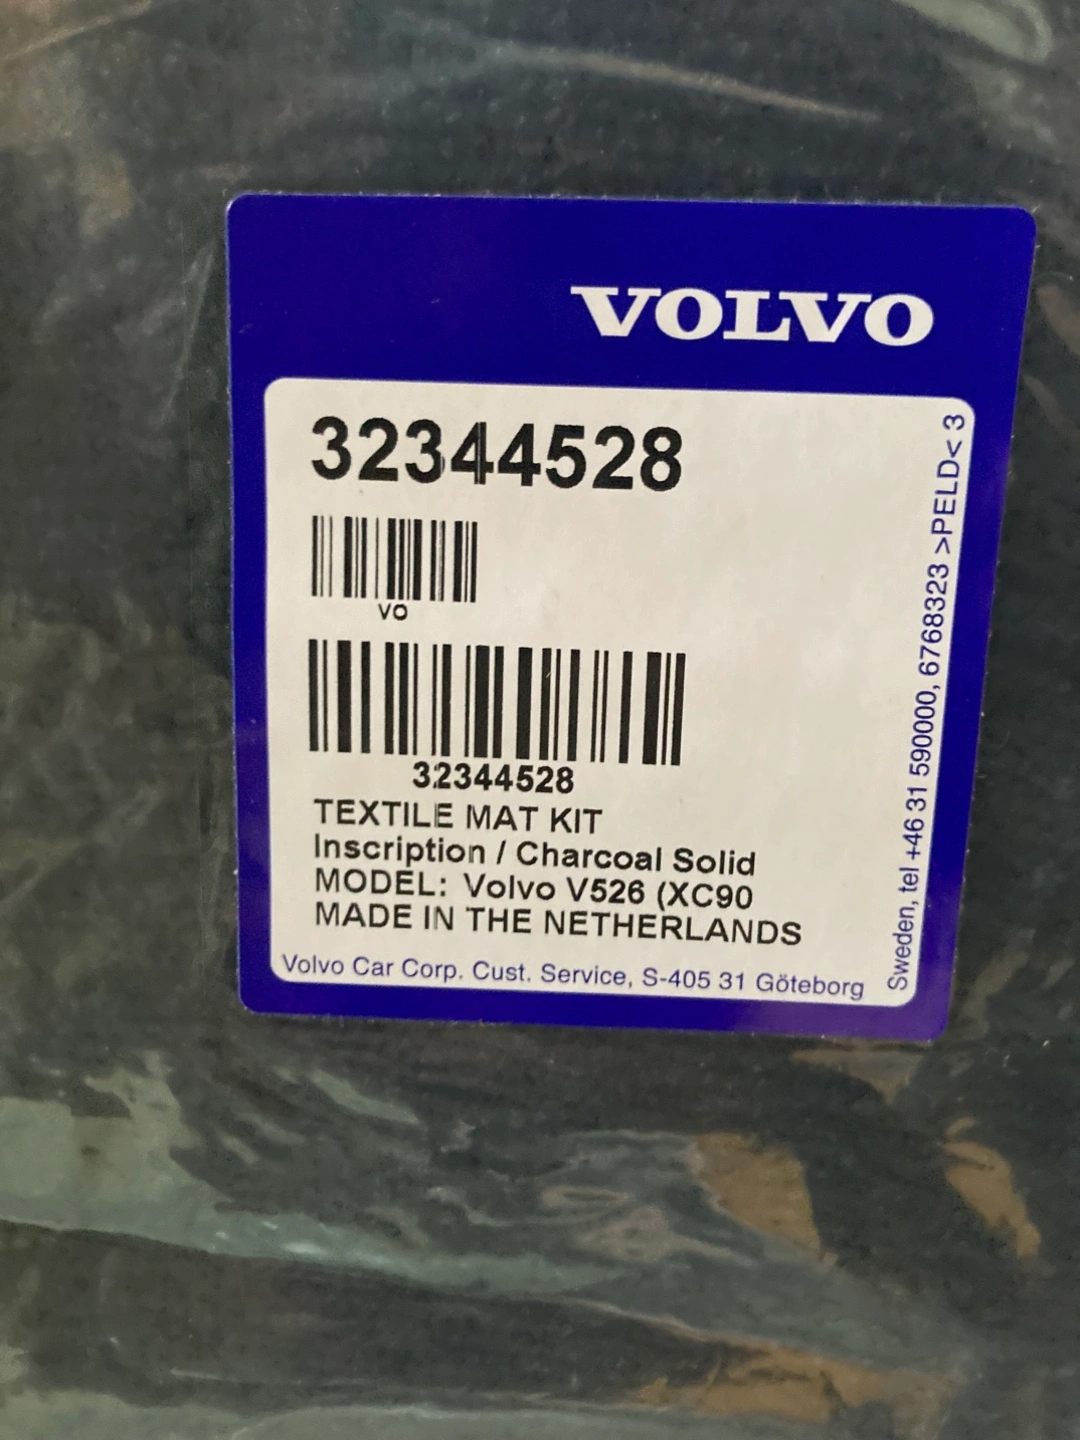 VOLVO
32344528
VO
32344528
TEXTILE MAT KIT
Inscription / Charcoal Solid
MODEL: Volvo V526 (XC90
MADE IN THE NETHERLANDS
Volvo Car Corp. Cust. Service, S-405 31 Göteborg
Sweden, tel +46 31 590000, 6768323 >PELD< 3